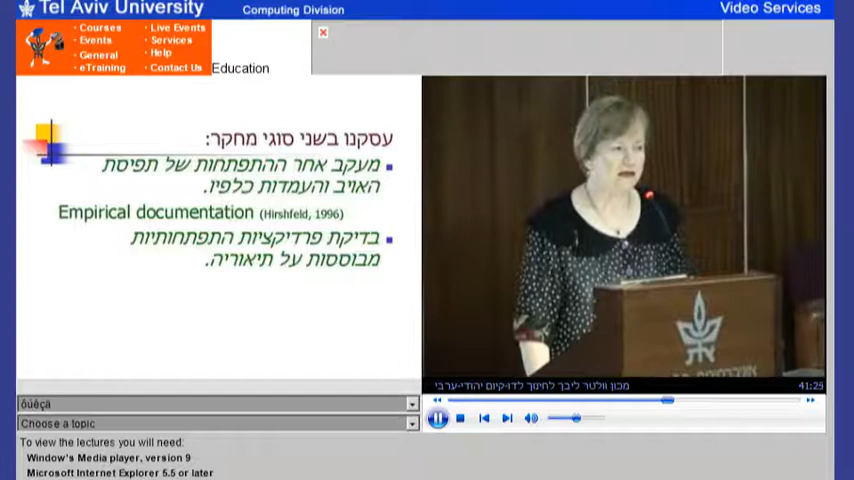 Tel Aviv University
Computing Division
Video Services
· Courses
· Live Events
· Events
· Services
· General
· Help
· eTraining
· Contact Us
Education
עסקנו בשני סוגי מחקר:
מעקב אחר ההתפתחות של תפיסת
האויב והעמדות כלפיו.
Empirical documentation (Hirshfeld, 1996)
בדיקת פרדיקציות התפתחותיות
מבוססות על תיאוריה.
מכון וולטר ליבך לחינוך לדו-קיום יהודי-ערבי
41:25
ôúéçä
Choose a topic
To view the lectures you will need:
Window's Media player, version 9
Microsoft Internet Explorer 5.5 or later